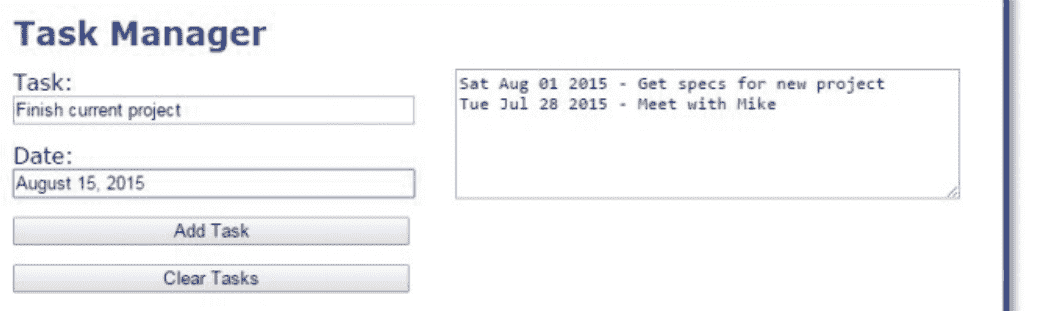 Task Manager
Task:
Finish current project
Date:
August 15, 2015
Add Task
Clear Tasks
Sat Aug 01 2015 - Get specs for new project
Tue Jul 28 2015 - Meet with Mike